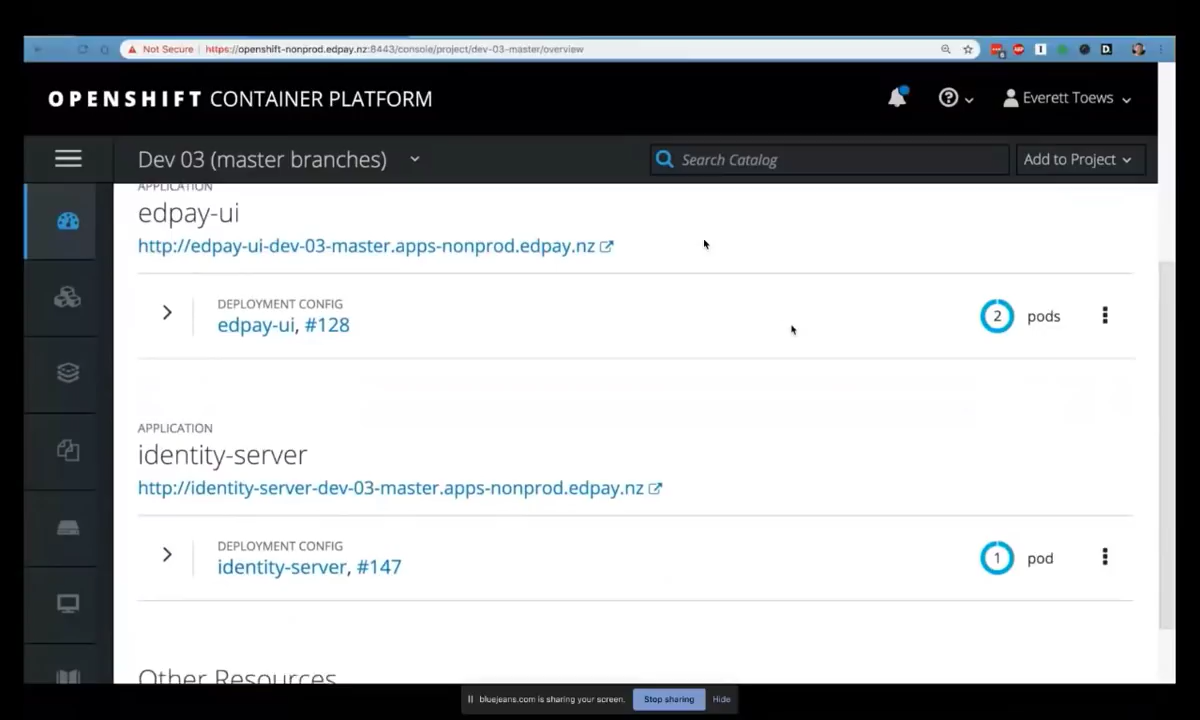 Not Secure | https://openshift-nonprod.edpay.nz:8443/console/project/dev-03-master/overview
OPENSHIFT CONTAINER PLATFORM
Everett Toews
Dev 03 (master branches)
Search Catalog
Add to Project
APPLICATION
edpay-ui
http://edpay-ui-dev-03-master.apps-nonprod.edpay.nz
DEPLOYMENT CONFIG
edpay-ui, #128
2 pods
APPLICATION
identity-server
http://identity-server-dev-03-master.apps-nonprod.edpay.nz
DEPLOYMENT CONFIG
identity-server, #147
1 pod
Other Resources
bluejeans.com is sharing your screen.
Stop sharing
Hide